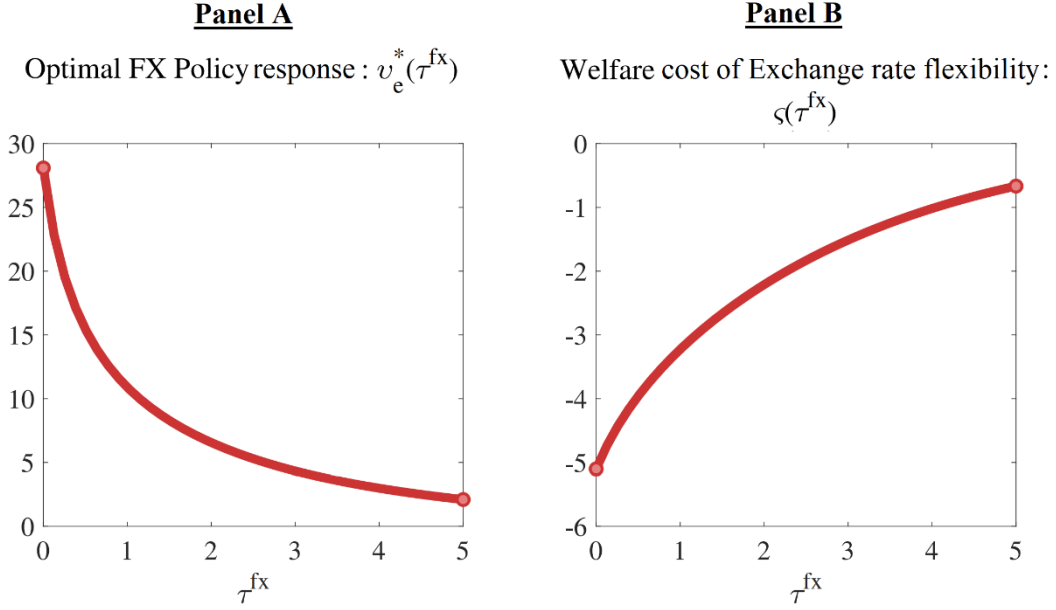 Panel A
Optimal FX Policy response : υ*e(τfx)
30
25
20
15
10
5
0
0 1 2 3 4 5
τfx
Panel B
Welfare cost of Exchange rate flexibility:
ς(τfx)
0
-1
-2
-3
-4
-5
-6
0 1 2 3 4 5
τfx